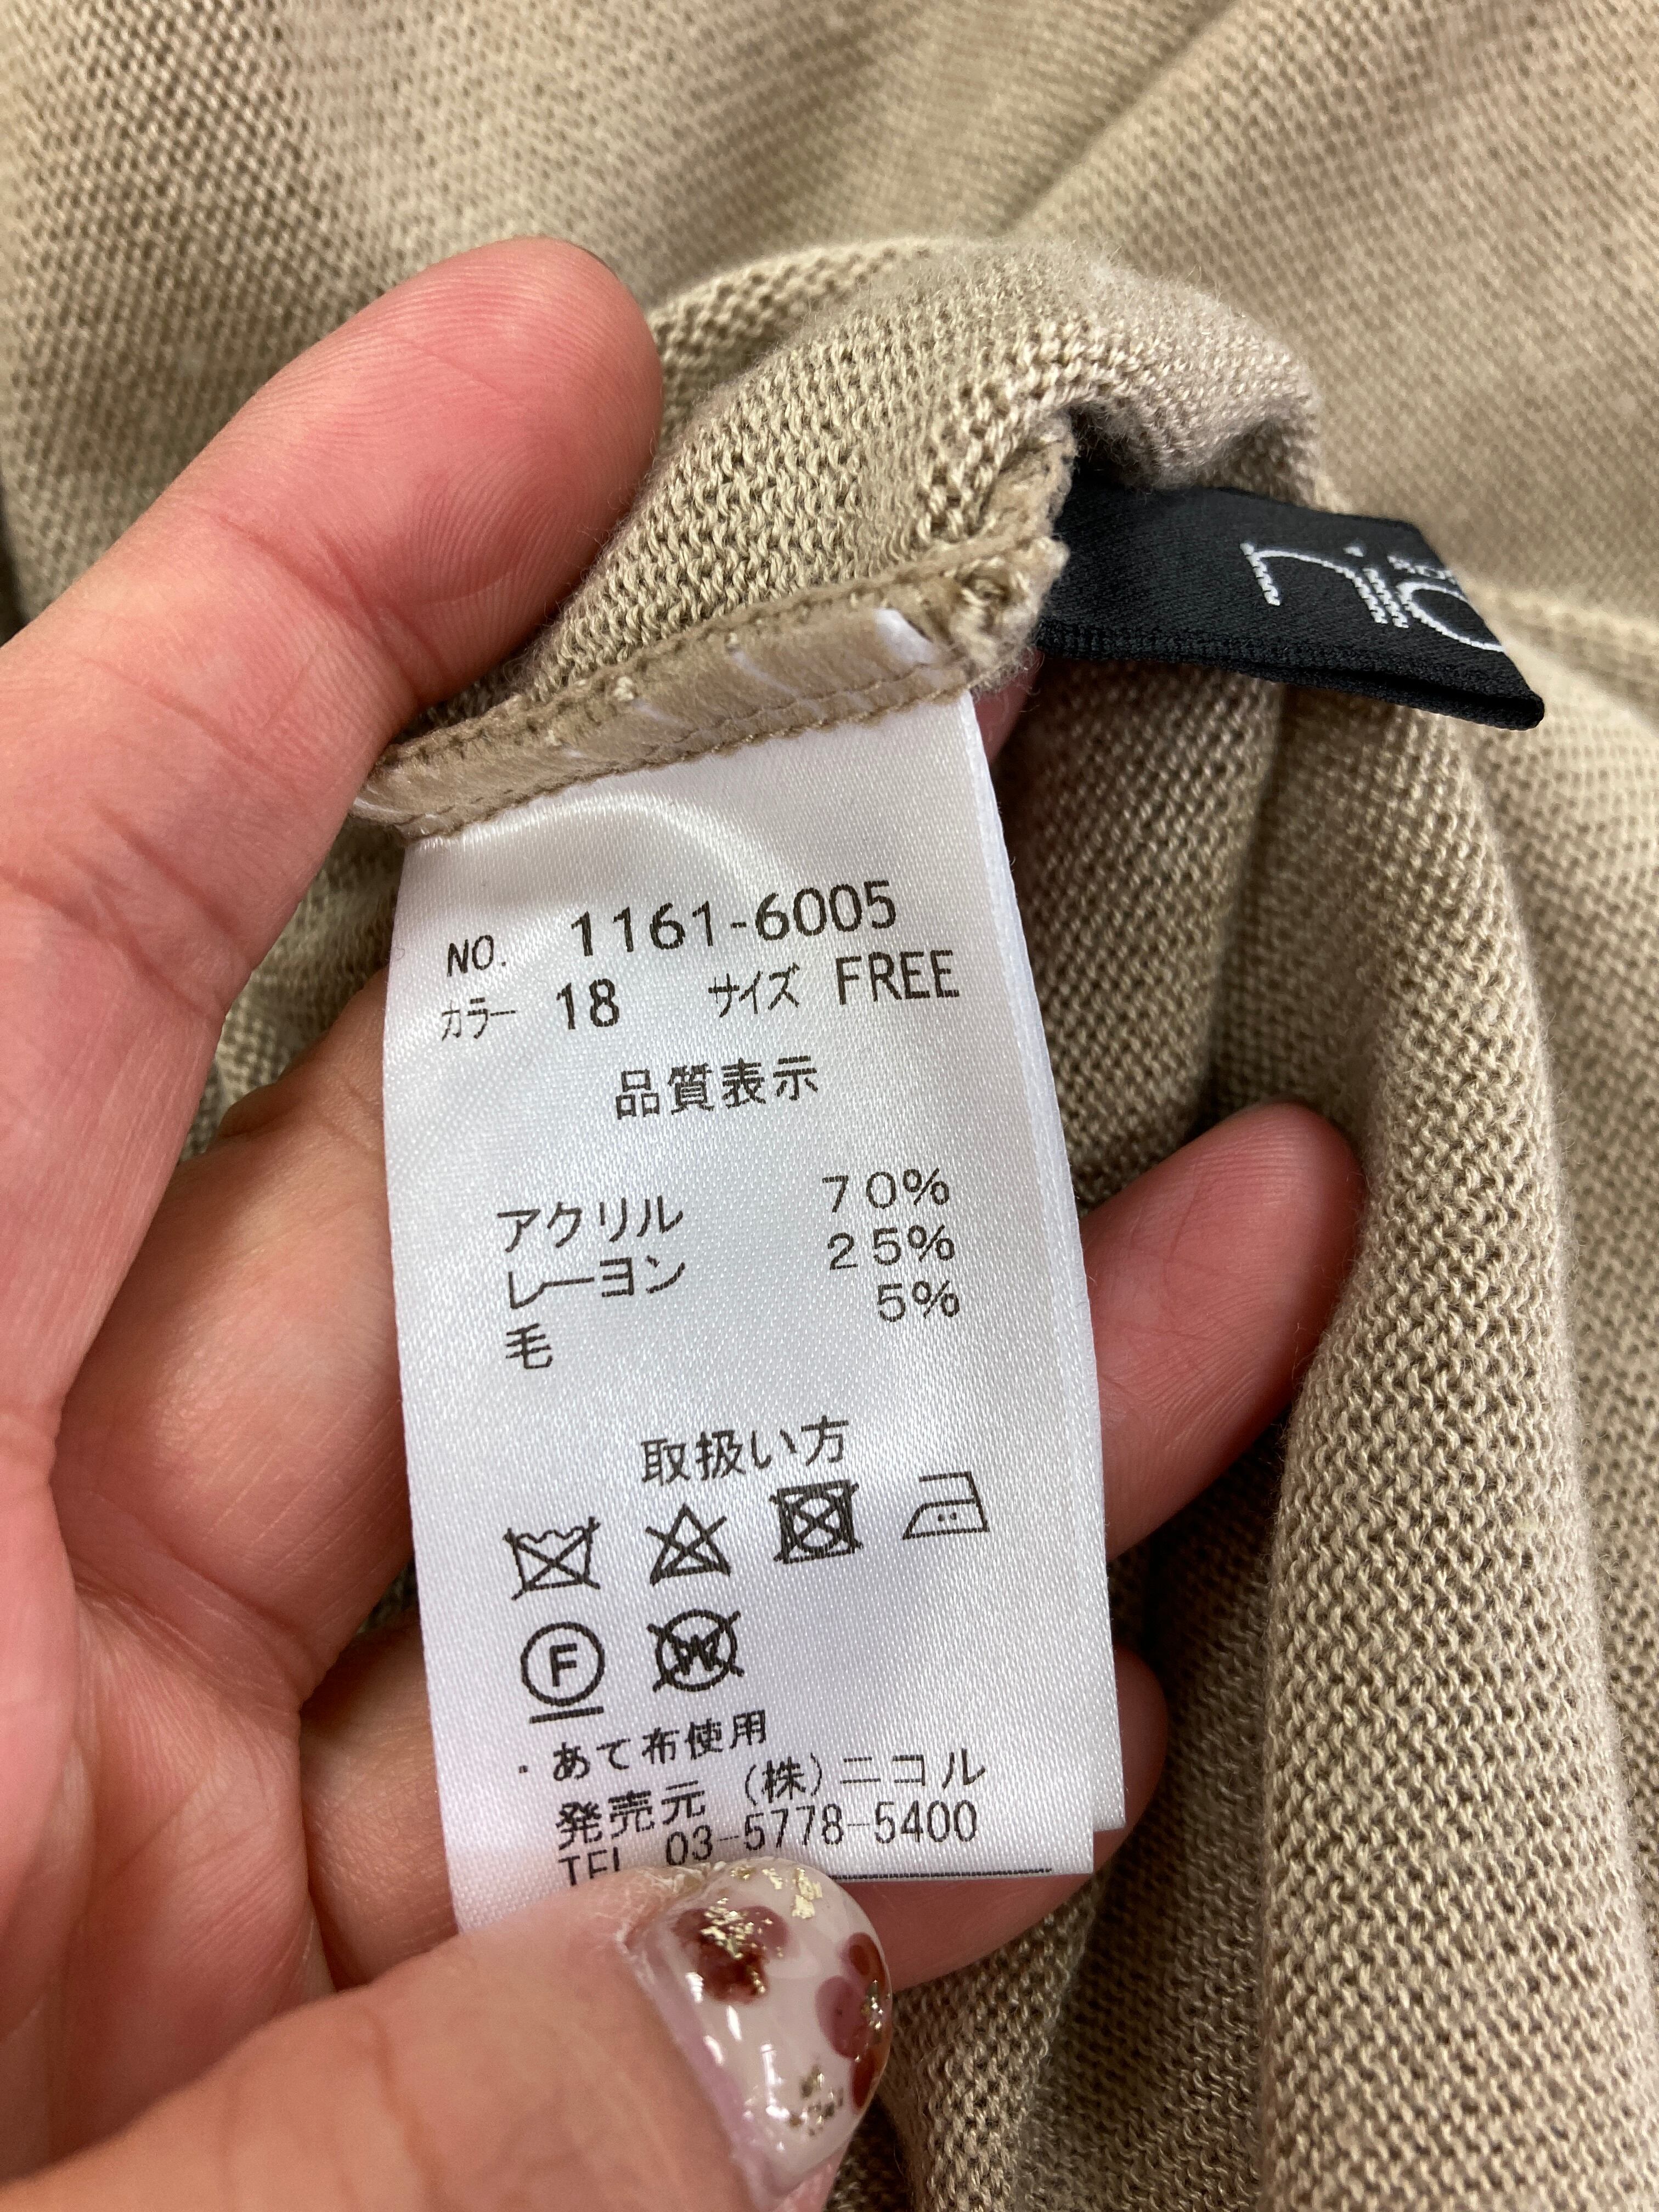 NO. 1161-6005
カラー 18 サイズ FREE
品質表示
アクリル 70%
レーヨン 25%
毛 5%
取扱い方
F
W
・あて布使用
発売元 (株)ニコル
TEL 03-5778-5400